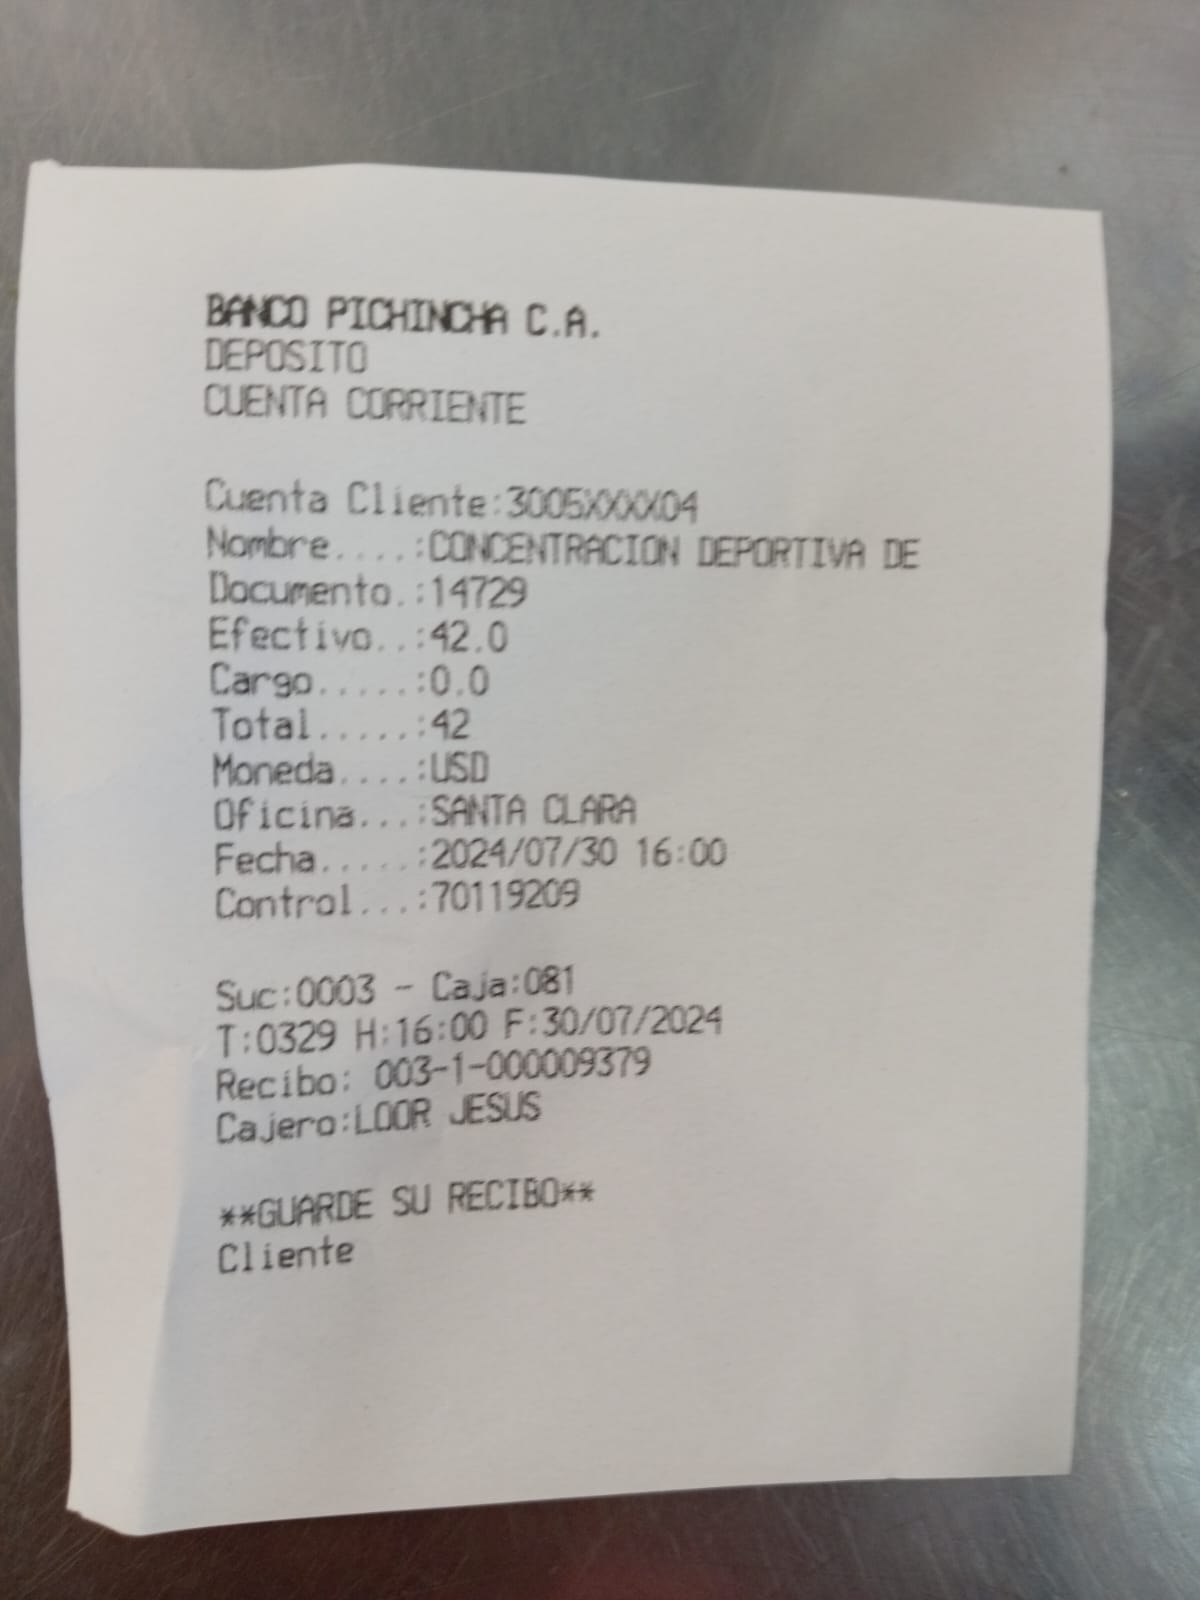 BANCO PICHINCHA C.A.
DEPOSITO
CUENTA CORRIENTE
Cuenta Cliente:3005XXXX04
Nombre....:CONCENTRACION DEPORTIVA DE
Documento.:14729
Efectivo..:42.0
Cargo.....:0.0
Total.....:42
Moneda....:USD
Oficina...:SANTA CLARA
Fecha.....:2024/07/30 16:00
Control...:70119209
Suc:0003 - Caja:081
T:0329 H:16:00 F:30/07/2024
Recibo: 003-1-000009379
Cajero:LOOR JESUS
**GUARDE SU RECIBO**
Cliente